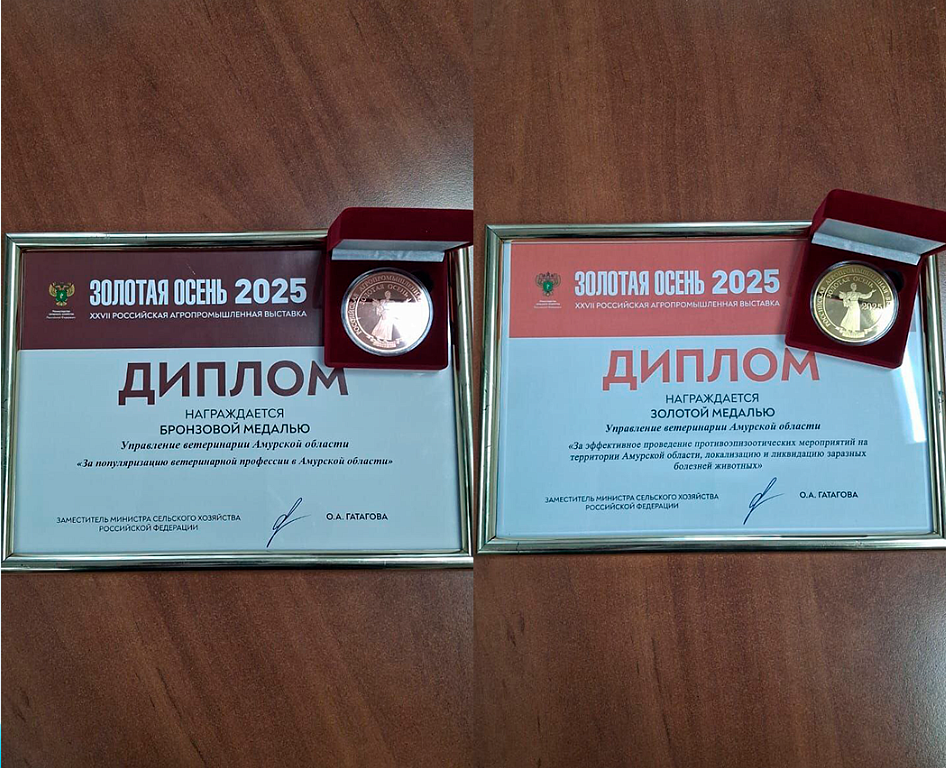 ЗОЛОТАЯ ОСЕНЬ 2025
XXVII РОССИЙСКАЯ АГРОПРОМЫШЛЕННАЯ ВЫСТАВКА
ДИПЛОМ
НАГРАЖДАЕТСЯ
БРОНЗОВОЙ МЕДАЛЬЮ
Управление ветеринарии Амурской области
«За популяризацию ветеринарной профессии в Амурской области»
ЗАМЕСТИТЕЛЬ МИНИСТРА СЕЛЬСКОГО ХОЗЯЙСТВА
РОССИЙСКОЙ ФЕДЕРАЦИИ
О.А. ГАТАГОВА
ЗОЛОТАЯ ОСЕНЬ 2025
XXVII РОССИЙСКАЯ АГРОПРОМЫШЛЕННАЯ ВЫСТАВКА
ДИПЛОМ
НАГРАЖДАЕТСЯ
ЗОЛОТОЙ МЕДАЛЬЮ
Управление ветеринарии Амурской области
«За эффективное проведение противоэпизоотических мероприятий на
территории Амурской области, локализацию и ликвидацию заразных
болезней животных»
ЗАМЕСТИТЕЛЬ МИНИСТРА СЕЛЬСКОГО ХОЗЯЙСТВА
РОССИЙСКОЙ ФЕДЕРАЦИИ
О.А. ГАТАГОВА
2025